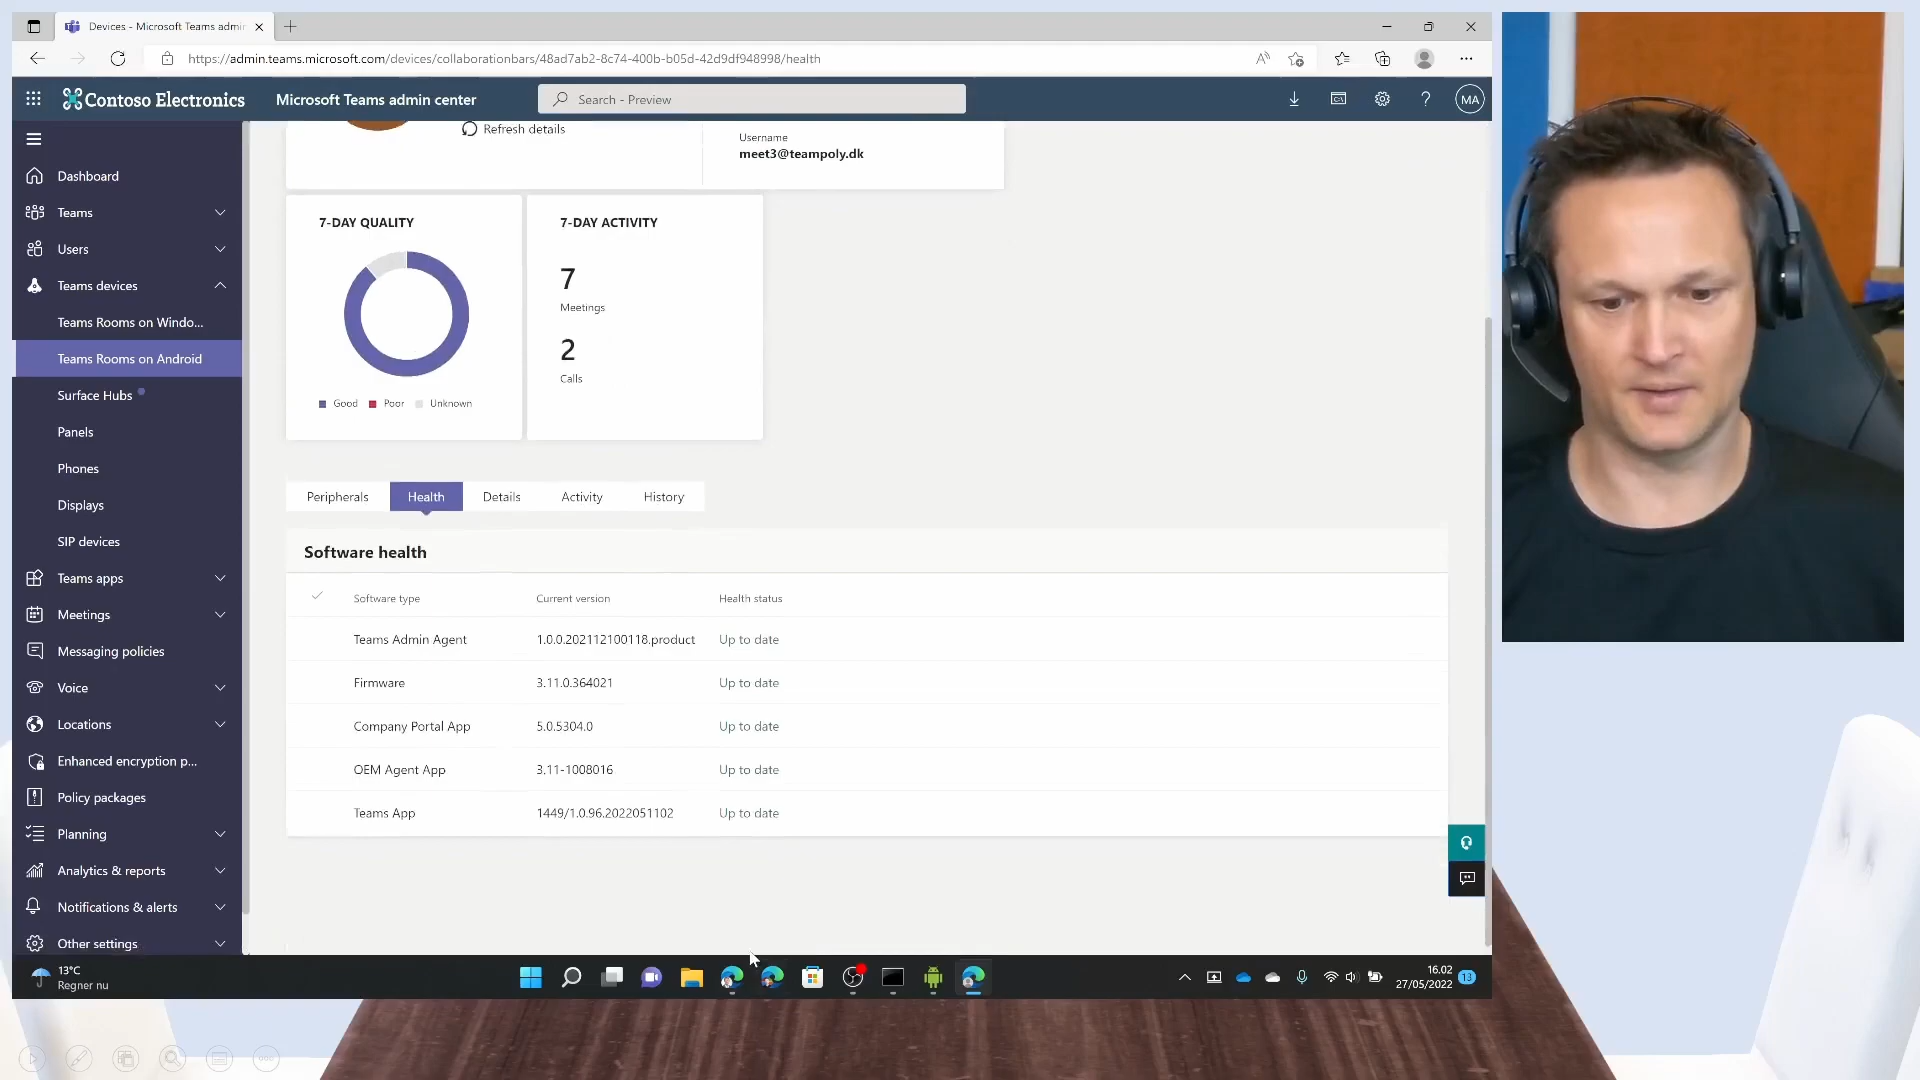 Devices - Microsoft Teams admi
https://admin.teams.microsoft.com/devices/collaborationbars/48ad7ab2-8c74-400b-b05d-42d9df948998/health
Contoso Electronics
Microsoft Teams admin center
Search - Preview
MA
Dashboard
Teams
Users
Teams devices
Teams Rooms on Windo...
Teams Rooms on Android
Surface Hubs
Panels
Phones
Displays
SIP devices
Teams apps
Meetings
Messaging policies
Voice
Locations
Enhanced encryption p...
Policy packages
Planning
Analytics & reports
Notifications & alerts
Other settings
Refresh details
Username
meet3@teampoly.dk
7-DAY QUALITY
Good Poor Unknown
7-DAY ACTIVITY
7
Meetings
2
Calls
Peripherals Health Details Activity History
Software health
Software type Current version Health status
Teams Admin Agent 1.0.0.202112100118.product Up to date
Firmware 3.11.0.364021 Up to date
Company Portal App 5.0.5304.0 Up to date
OEM Agent App 3.11-1008016 Up to date
Teams App 1449/1.0.96.2022051102 Up to date
13°C
Regner nu
16.02
27/05/2022
13